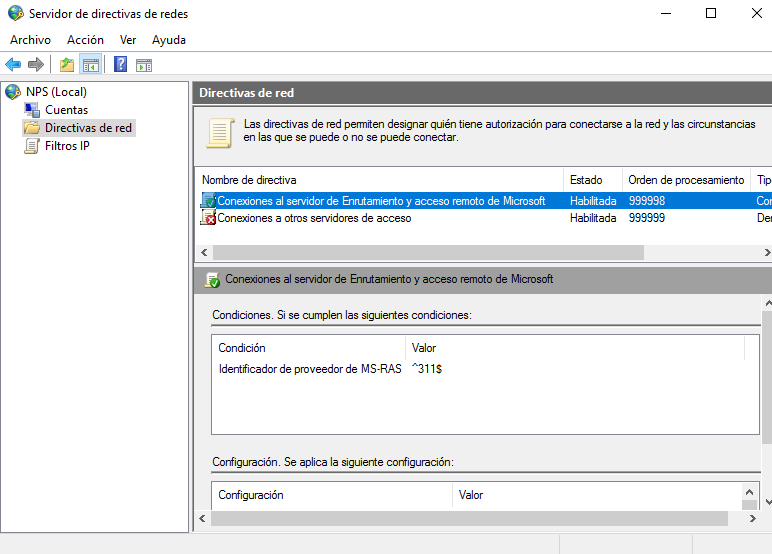 Servidor de directivas de redes
Archivo Acción Ver Ayuda
NPS (Local)
Cuentas
Directivas de red
Filtros IP
Directivas de red
Las directivas de red permiten designar quién tiene autorización para conectarse a la red y las circunstancias
en las que se puede o no se puede conectar.
Nombre de directiva Estado Orden de procesamiento Tipo
Conexiones al servidor de Enrutamiento y acceso remoto de Microsoft Habilitada 999998 Con
Conexiones a otros servidores de acceso Habilitada 999999 Den
Conexiones al servidor de Enrutamiento y acceso remoto de Microsoft
Condiciones. Si se cumplen las siguientes condiciones:
Condición Valor
Identificador de proveedor de MS-RAS ^311$
Configuración. Se aplica la siguiente configuración:
Configuración Valor